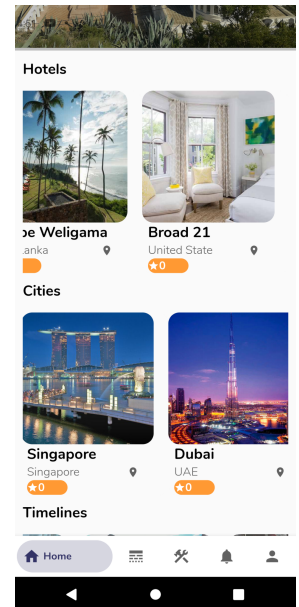 Hotels
pe Weligama
Broad 21
anka
United State
0
Cities
Singapore
Dubai
Singapore
UAE
0
0
Timelines
Home